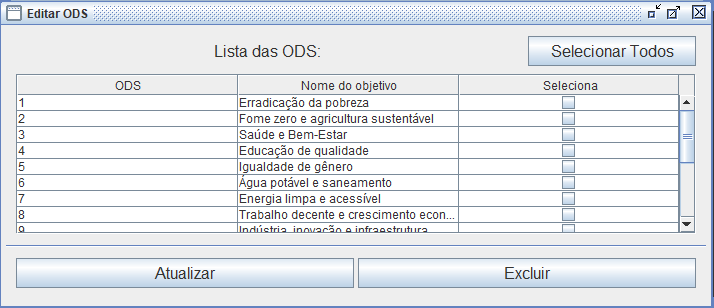 Editar ODS
Lista das ODS:
Selecionar Todos
ODS Nome do objetivo Seleciona
1 Erradicação da pobreza
2 Fome zero e agricultura sustentável
3 Saúde e Bem-Estar
4 Educação de qualidade
5 Igualdade de gênero
6 Água potável e saneamento
7 Energia limpa e acessível
8 Trabalho decente e crescimento econ...
9 Indústria, inovação e infraestrutura
Atualizar Excluir